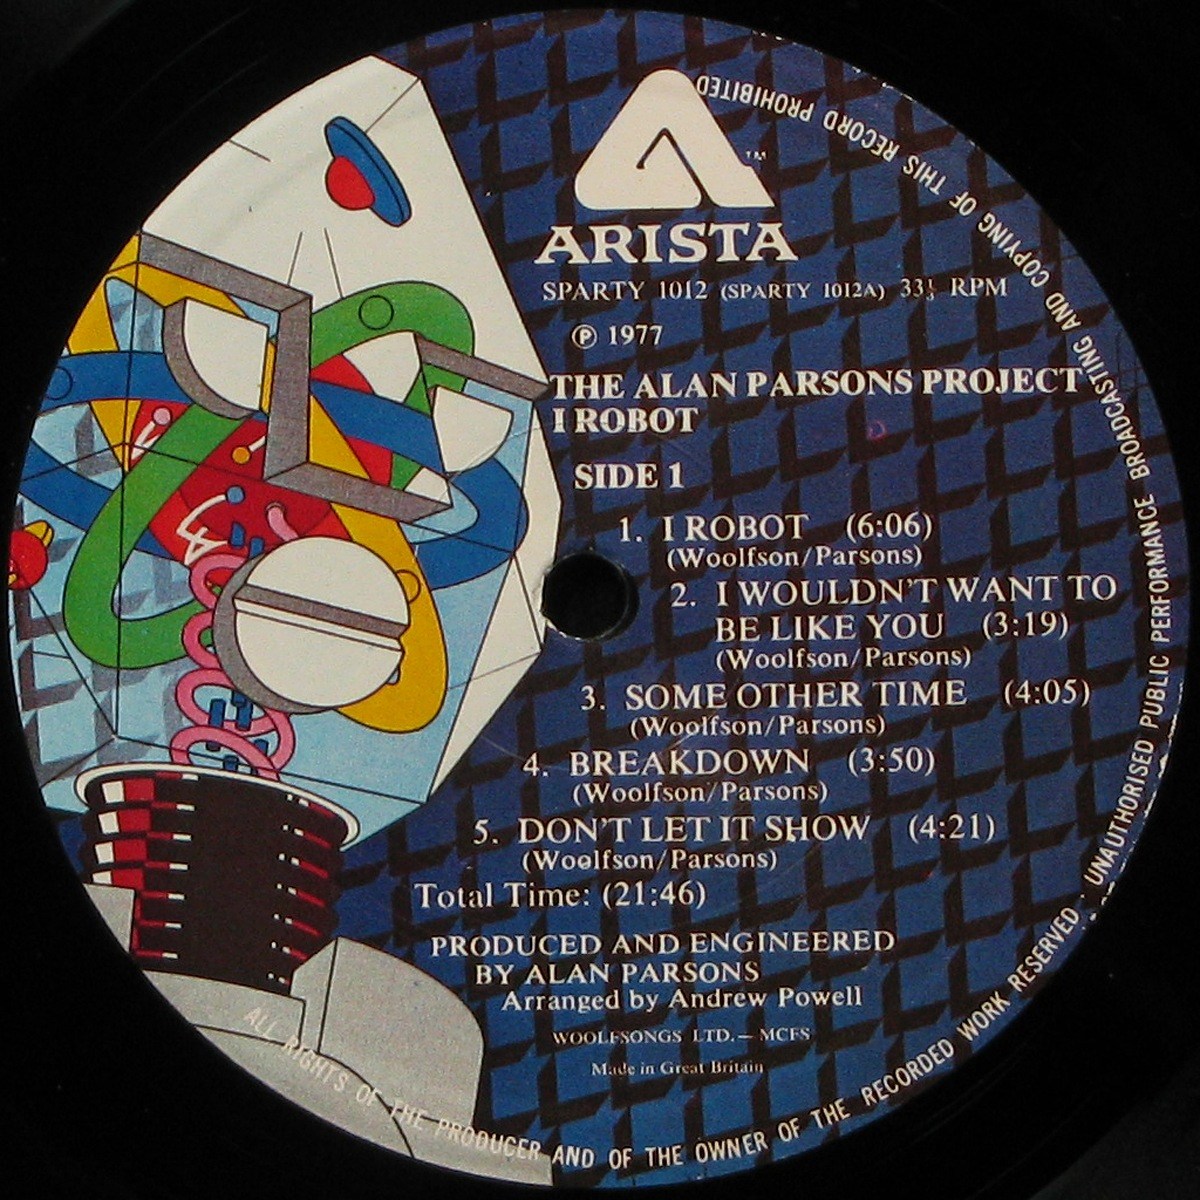 ARISTA
TM
SPARTY 1012 (SPARTY 1012A) 33⅓ RPM
Ⓟ 1977
THE ALAN PARSONS PROJECT
I ROBOT
SIDE 1
1. I ROBOT (6:06)
(Woolfson/Parsons)
2. I WOULDN'T WANT TO
BE LIKE YOU (3:19)
(Woolfson/Parsons)
3. SOME OTHER TIME (4:05)
(Woolfson/Parsons)
4. BREAKDOWN (3:50)
(Woolfson/Parsons)
5. DON'T LET IT SHOW (4:21)
(Woolfson/Parsons)
Total Time: (21:46)
PRODUCED AND ENGINEERED
BY ALAN PARSONS
Arranged by Andrew Powell
WOOLFSONGS LTD. — MCFS
Made in Great Britain
ALL RIGHTS OF THE PRODUCER AND OF THE OWNER OF THE RECORDED WORK RESERVED · UNAUTHORISED PUBLIC PERFORMANCE BROADCASTING AND COPYING OF THIS RECORD PROHIBITED